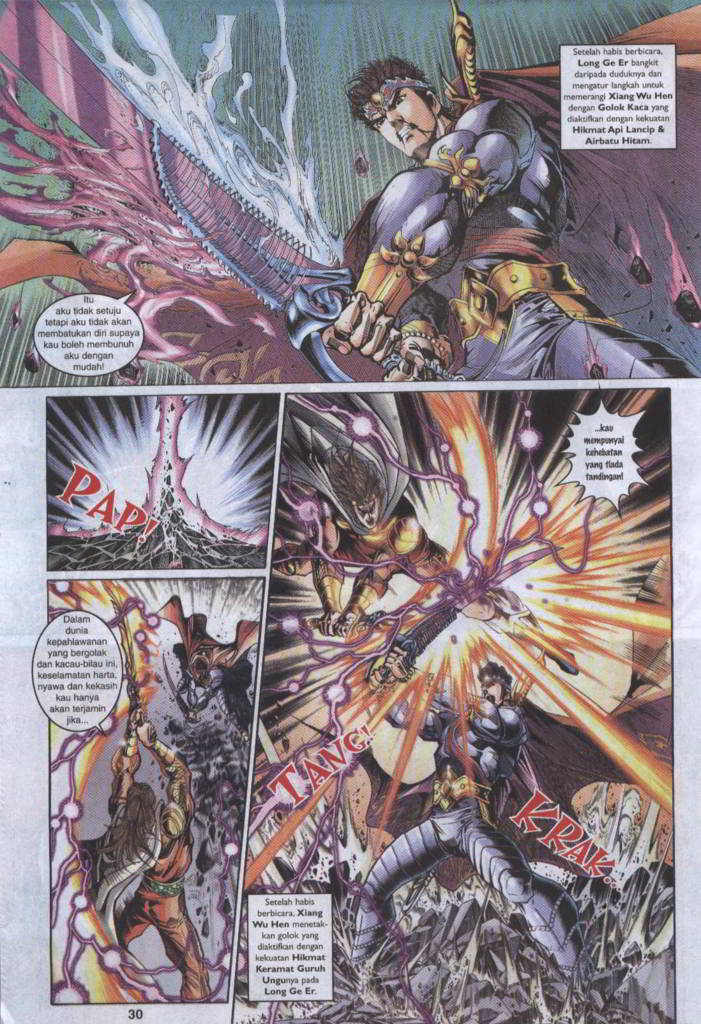 Setelah habis berbicara,
Long Ge Er bangkit
daripada duduknya dan
mengatur langkah untuk
memerangi Xiang Wu Hen
dengan Golok Kaca yang
diaktifkan dengan kekuatan
Hikmat Api Lancip &
Airbatu Hitam.
Itu
aku tidak setuju
tetapi aku tidak akan
membatukan diri supaya
kau boleh membunuh
aku dengan
mudah!
PAP!
Dalam
dunia
kepahlawanan
yang bergolak
dan kacau-bilau ini,
keselamatan harta,
nyawa dan kekasih
kau hanya
akan terjamin
jika...
...kau
mempunyai
kehebatan
yang tiada
tandingan!
TANG!
KRAK..
Setelah habis
berbicara, Xiang
Wu Hen menetak-
kan golok yang
diaktifkan dengan
kekuatan Hikmat
Keramat Guruh
Ungunya pada
Long Ge Er.
30